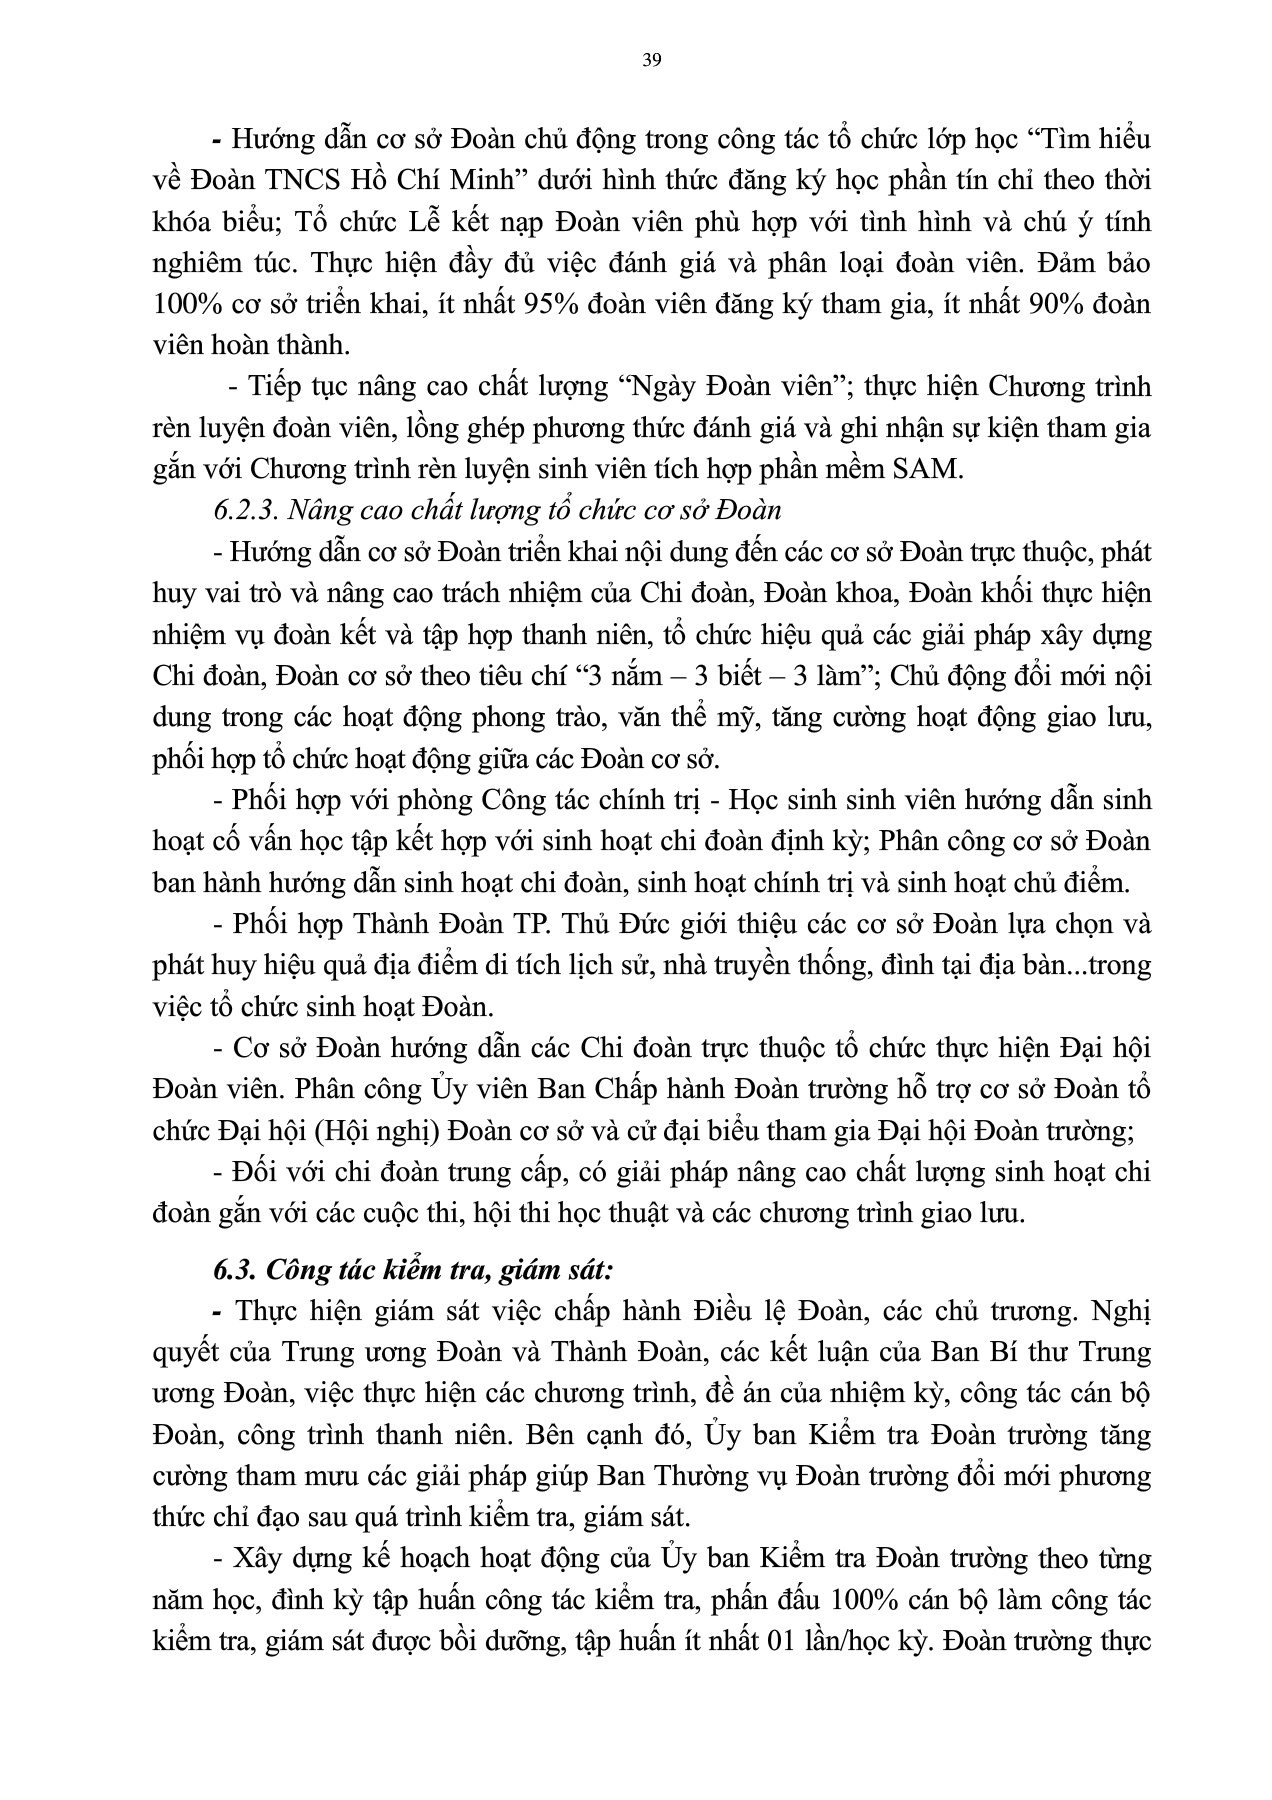 39
- Hướng dẫn cơ sở Đoàn chủ động trong công tác tổ chức lớp học “Tìm hiểu
về Đoàn TNCS Hồ Chí Minh” dưới hình thức đăng ký học phần tín chỉ theo thời
khóa biểu; Tổ chức Lễ kết nạp Đoàn viên phù hợp với tình hình và chú ý tính
nghiêm túc. Thực hiện đầy đủ việc đánh giá và phân loại đoàn viên. Đảm bảo
100% cơ sở triển khai, ít nhất 95% đoàn viên đăng ký tham gia, ít nhất 90% đoàn
viên hoàn thành.
- Tiếp tục nâng cao chất lượng “Ngày Đoàn viên”; thực hiện Chương trình
rèn luyện đoàn viên, lồng ghép phương thức đánh giá và ghi nhận sự kiện tham gia
gắn với Chương trình rèn luyện sinh viên tích hợp phần mềm SAM.
6.2.3. Nâng cao chất lượng tổ chức cơ sở Đoàn
- Hướng dẫn cơ sở Đoàn triển khai nội dung đến các cơ sở Đoàn trực thuộc, phát
huy vai trò và nâng cao trách nhiệm của Chi đoàn, Đoàn khoa, Đoàn khối thực hiện
nhiệm vụ đoàn kết và tập hợp thanh niên, tổ chức hiệu quả các giải pháp xây dựng
Chi đoàn, Đoàn cơ sở theo tiêu chí “3 nắm – 3 biết – 3 làm”; Chủ động đổi mới nội
dung trong các hoạt động phong trào, văn thể mỹ, tăng cường hoạt động giao lưu,
phối hợp tổ chức hoạt động giữa các Đoàn cơ sở.
- Phối hợp với phòng Công tác chính trị - Học sinh sinh viên hướng dẫn sinh
hoạt cố vấn học tập kết hợp với sinh hoạt chi đoàn định kỳ; Phân công cơ sở Đoàn
ban hành hướng dẫn sinh hoạt chi đoàn, sinh hoạt chính trị và sinh hoạt chủ điểm.
- Phối hợp Thành Đoàn TP. Thủ Đức giới thiệu các cơ sở Đoàn lựa chọn và
phát huy hiệu quả địa điểm di tích lịch sử, nhà truyền thống, đình tại địa bàn...trong
việc tổ chức sinh hoạt Đoàn.
- Cơ sở Đoàn hướng dẫn các Chi đoàn trực thuộc tổ chức thực hiện Đại hội
Đoàn viên. Phân công Ủy viên Ban Chấp hành Đoàn trường hỗ trợ cơ sở Đoàn tổ
chức Đại hội (Hội nghị) Đoàn cơ sở và cử đại biểu tham gia Đại hội Đoàn trường;
- Đối với chi đoàn trung cấp, có giải pháp nâng cao chất lượng sinh hoạt chi
đoàn gắn với các cuộc thi, hội thi học thuật và các chương trình giao lưu.
6.3. Công tác kiểm tra, giám sát:
- Thực hiện giám sát việc chấp hành Điều lệ Đoàn, các chủ trương. Nghị
quyết của Trung ương Đoàn và Thành Đoàn, các kết luận của Ban Bí thư Trung
ương Đoàn, việc thực hiện các chương trình, đề án của nhiệm kỳ, công tác cán bộ
Đoàn, công trình thanh niên. Bên cạnh đó, Ủy ban Kiểm tra Đoàn trường tăng
cường tham mưu các giải pháp giúp Ban Thường vụ Đoàn trường đổi mới phương
thức chỉ đạo sau quá trình kiểm tra, giám sát.
- Xây dựng kế hoạch hoạt động của Ủy ban Kiểm tra Đoàn trường theo từng
năm học, đình kỳ tập huấn công tác kiểm tra, phấn đấu 100% cán bộ làm công tác
kiểm tra, giám sát được bồi dưỡng, tập huấn ít nhất 01 lần/học kỳ. Đoàn trường thực